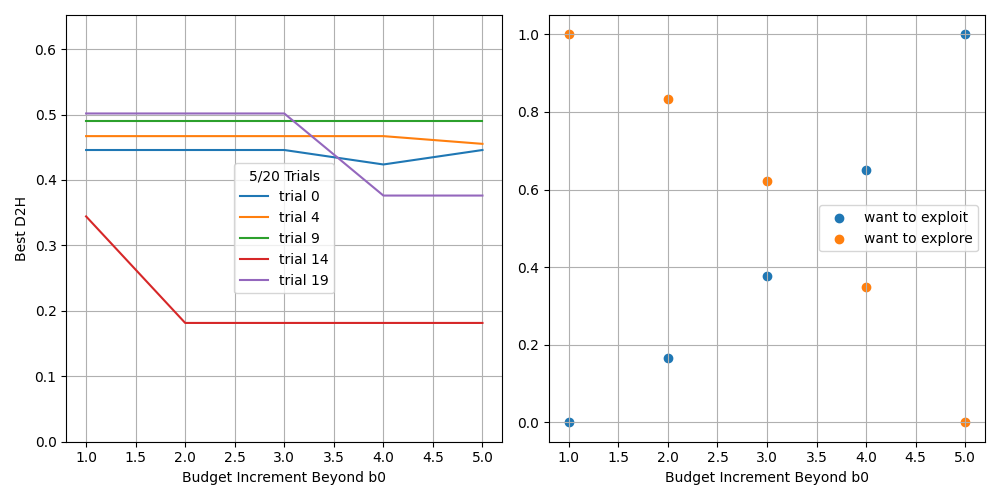 0.6
0.5
0.4
0.3
0.2
0.1
0.0
Best D2H
5/20 Trials
trial 0
trial 4
trial 9
trial 14
trial 19
1.0 1.5 2.0 2.5 3.0 3.5 4.0 4.5 5.0
Budget Increment Beyond b0
1.0
0.8
0.6
0.4
0.2
0.0
want to exploit
want to explore
1.0 1.5 2.0 2.5 3.0 3.5 4.0 4.5 5.0
Budget Increment Beyond b0